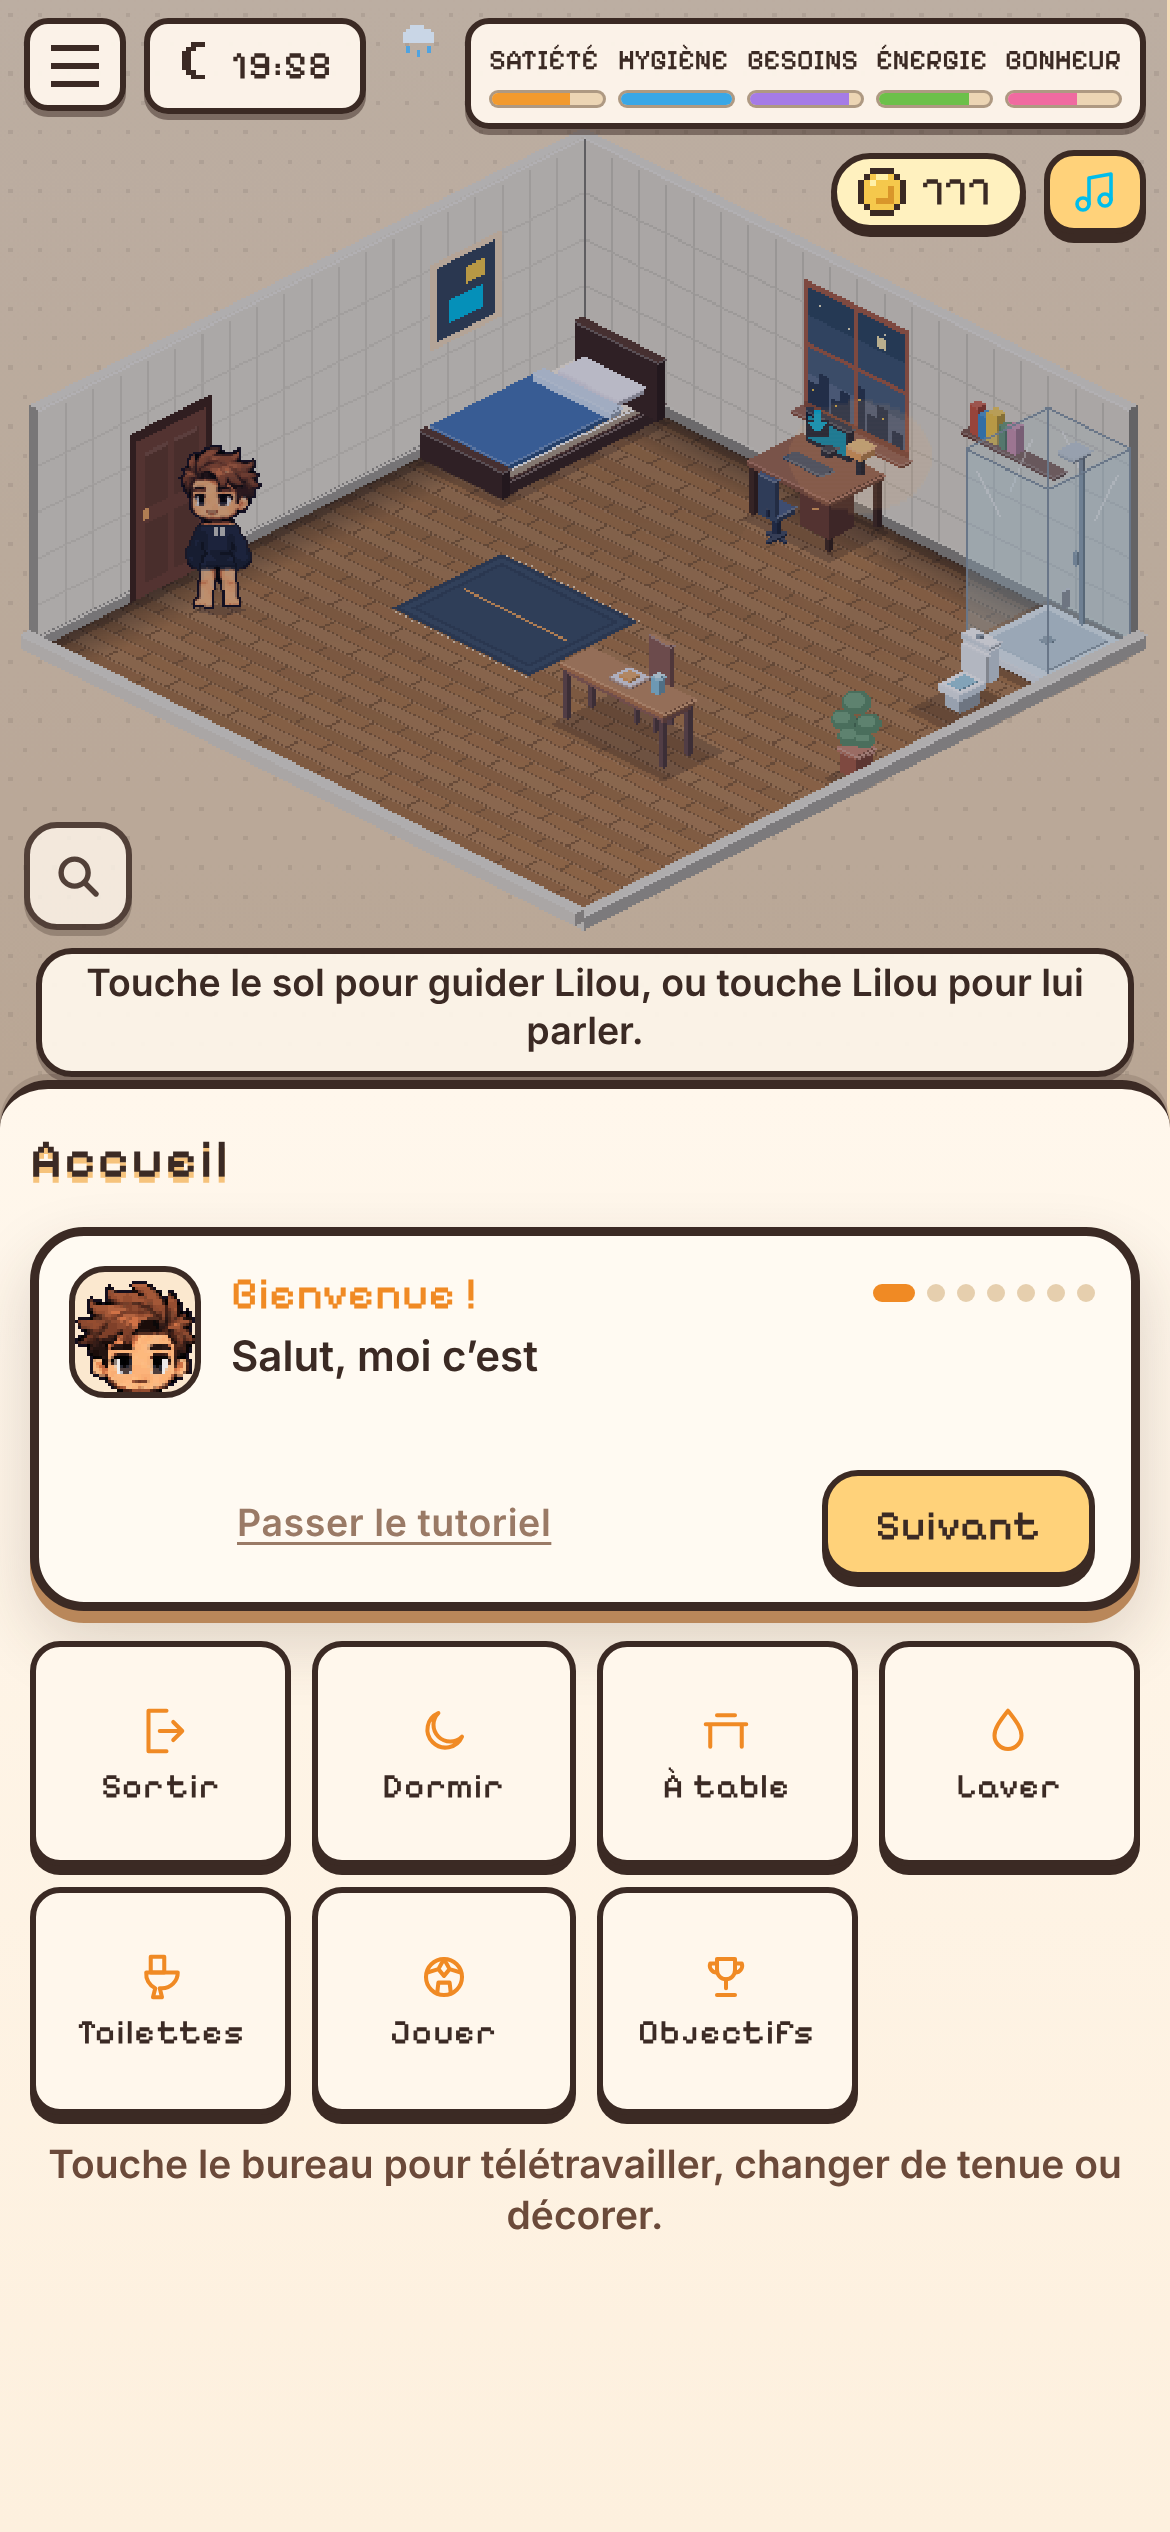 19:58
SATIÉTÉ HYGIÈNE BESOINS ÉNERGIE BONHEUR
777
Touche le sol pour guider Lilou, ou touche Lilou pour lui
parler.
Accueil
Bienvenue !
Salut, moi c’est
Passer le tutoriel
Suivant
Sortir
Dormir
À table
Laver
Toilettes
Jouer
Objectifs
Touche le bureau pour télétravailler, changer de tenue ou
décorer.